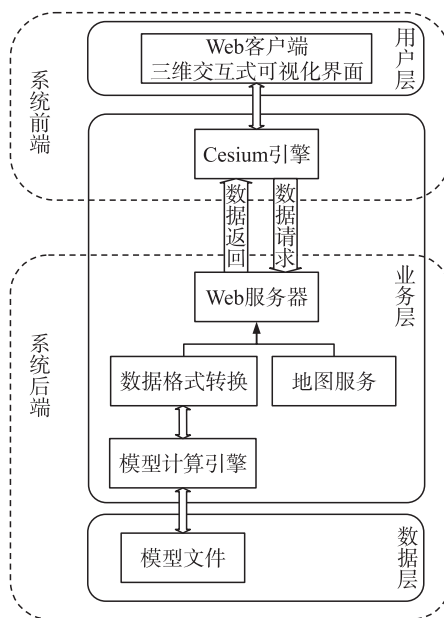 Web客户端
三维交互式可视化界面
用户层
系统前端
Cesium引擎
数据返回
数据请求
Web服务器
业务层
系统后端
数据格式转换
地图服务
模型计算引擎
模型文件
数据层